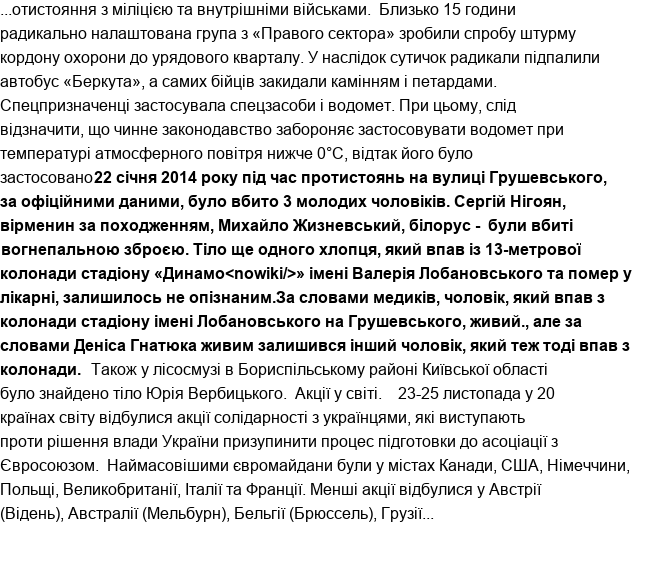 ...отистояння з міліцією та внутрішніми військами.  Близько 15 години
радикально налаштована група з «Правого сектора» зробили спробу штурму
кордону охорони до урядового кварталу. У наслідок сутичок радикали підпалили
автобус «Беркута», а самих бійців закидали камінням і петардами.
Спецпризначенці застосувала спецзасоби і водомет. При цьому, слід
відзначити, що чинне законодавство забороняє застосовувати водомет при
температурі атмосферного повітря нижче 0°C, відтак його було
застосовано22 січня 2014 року під час протистоянь на вулиці Грушевського,
за офіційними даними, було вбито 3 молодих чоловіків. Сергій Нігоян,
вірменин за походженням, Михайло Жизневський, білорус -  були вбиті
вогнепальною зброєю. Тіло ще одного хлопця, який впав із 13-метрової
колонади стадіону «Динамо<nowiki/>» імені Валерія Лобановського та помер у
лікарні, залишилось не опізнаним.За словами медиків, чоловік, який впав з
колонади стадіону імені Лобановського на Грушевського, живий., але за
словами Деніса Гнатюка живим залишився інший чоловік, який теж тоді впав з
колонади.  Також у лісосмузі в Бориспільському районі Київської області
було знайдено тіло Юрія Вербицького.  Акції у світі.    23-25 листопада у 20
країнах світу відбулися акції солідарності з українцями, які виступають
проти рішення влади України призупинити процес підготовки до асоціації з
Євросоюзом.  Наймасовішими євромайдани були у містах Канади, США, Німеччини,
Польщі, Великобританії, Італії та Франції. Менші акції відбулися у Австрії
(Відень), Австралії (Мельбурн), Бельгії (Брюссель), Грузії...